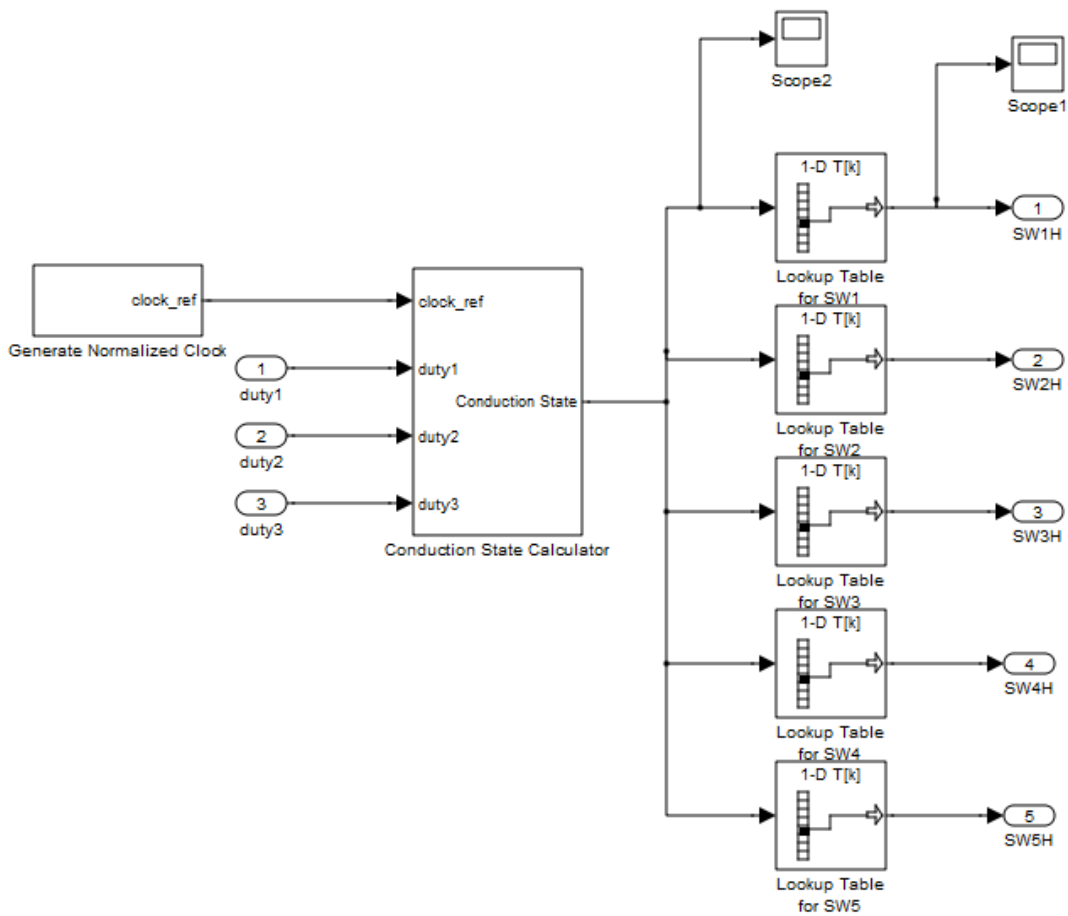 Scope2
Scope1
1-D T[k]
1
SW1H
Lookup Table
for SW1
clock_ref
Generate Normalized Clock
clock_ref
duty1
duty2
duty3
Conduction State
Conduction State Calculator
1
duty1
2
duty2
3
duty3
1-D T[k]
2
SW2H
Lookup Table
for SW2
1-D T[k]
3
SW3H
Lookup Table
for SW3
1-D T[k]
4
SW4H
Lookup Table
for SW4
1-D T[k]
5
SW5H
Lookup Table
for SW5